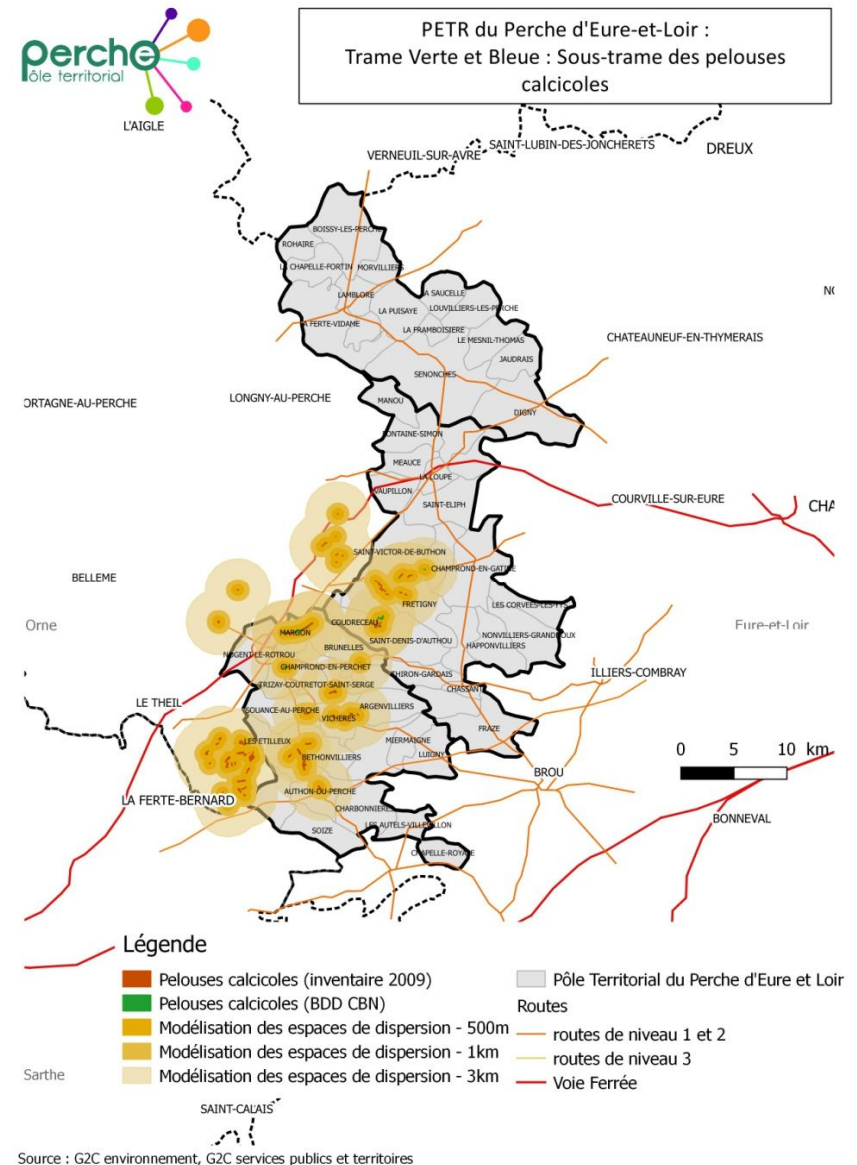 perche
pôle territorial
PETR du Perche d'Eure-et-Loir :
Trame Verte et Bleue : Sous-trame des pelouses
calcicoles
L'AIGLE
VERNEUIL-SUR-AVRE
SAINT-LUBIN-DES-JONCHERETS
DREUX
BOISSY-LES-PERCHE
ROHAIRE
LA CHAPELLE-FORTIN
MORVILLIERS
LAMBLORE
LA PUISAYE
A SAUCELLE
LOUVILLIERS-LES-PERCHE
A FERTE-VIDAME
LA FRAMBOISIERE
LE MESNIL-THOMAS
JAUDRAIS
CHATEAUNEUF-EN-THYMERAIS
SENONCHES
ORTAGNE-AU-PERCHE
LONGNY-AU-PERCHE
MANOU
DIGNY
FONTAINE-SIMON
MEAUCE
LA LOUPE
VAUPILLON
SAINT-ELIPH
COURVILLE-SUR-EURE
CHA
SAINT-VICTOR-DE-BUTHON
CHAMPROND-EN-GATINE
BELLEME
FRETIGNY
LES CORVEES-LES-YYS
Orne
Eure-et-Loir
MARGON
COUDRECEAU
SAINT-DENIS-D'AUTHOU
NONVILLIERS-GRANDHOUX
HAPPONVILLIERS
NOGENT-LE-ROTROU
BRUNELLES
CHAMPROND-EN-PERCHET
THIRON-GARDAIS
ILLIERS-COMBRAY
TRIZAY-COUTRETOT-SAINT-SERGE
CHASSANT
LE THEIL
SOUANCE-AU-PERCHE
ARGENVILLIERS
VICHERES
FRAZE
LES ETILLEUX
MIERMAIGNE
LUIGNY
BETHONVILLIERS
0 5 10 km
BROU
LA FERTE-BERNARD
AUTHON-DU-PERCHE
CHARBONNIERES
BONNEVAL
LES AUTELS-VILLEVILLON
SOIZE
CHAPELLE-ROYALE
Légende
Pelouses calcicoles (inventaire 2009)
Pelouses calcicoles (BDD CBN)
Modélisation des espaces de dispersion - 500m
Modélisation des espaces de dispersion - 1km
Modélisation des espaces de dispersion - 3km
Pôle Territorial du Perche d'Eure et Loir
Routes
routes de niveau 1 et 2
routes de niveau 3
Voie Ferrée
Sarthe
SAINT-CALAIS
Source : G2C environnement, G2C services publics et territoires